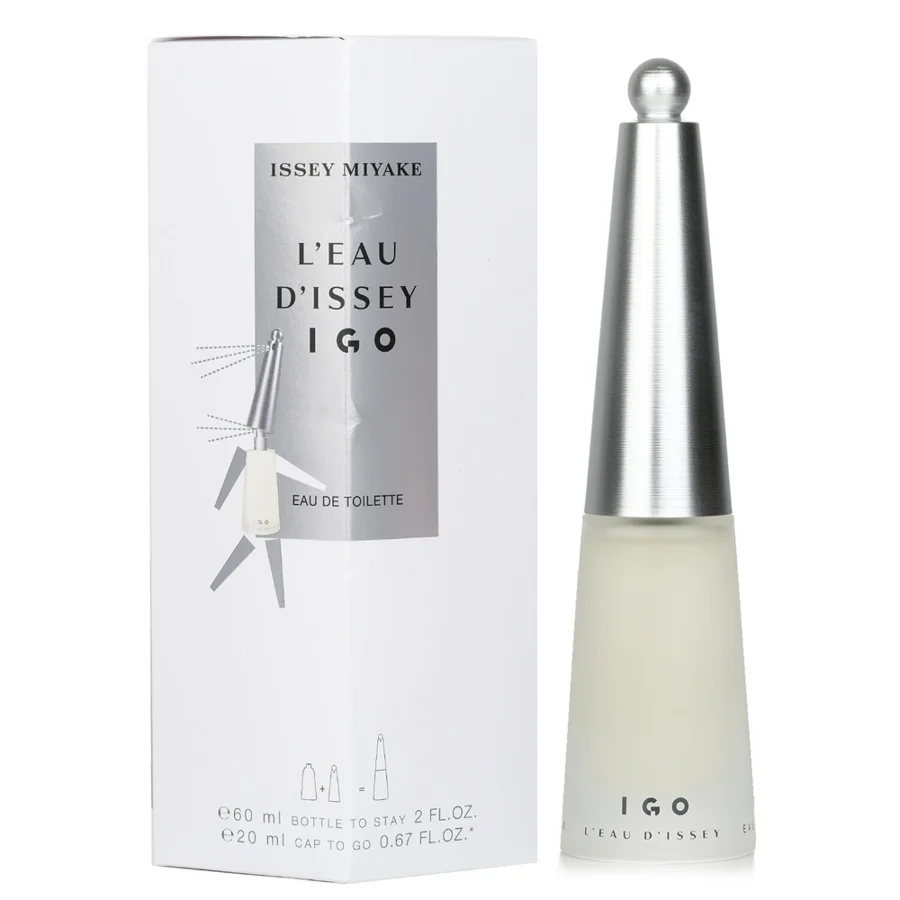 ISSEY MIYAKE
L'EAU
D'ISSEY
IGO
EAU DE TOILETTE
IGO
+ =
℮60 ml BOTTLE TO STAY 2 FL.OZ.
℮20 ml CAP TO GO 0.67 FL.OZ.*
IGO
L'EAU D'ISSEY